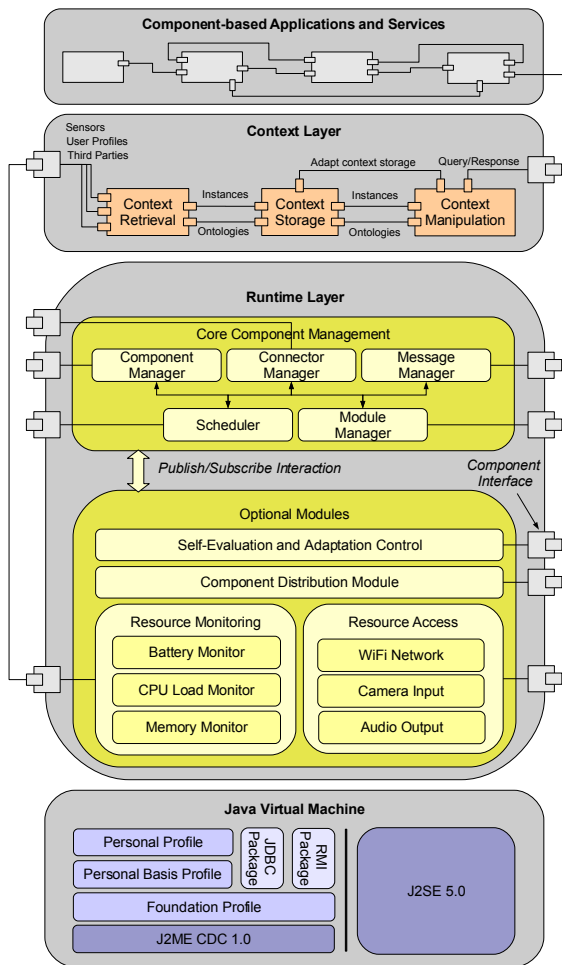 Component-based Applications and Services
Context Layer
Sensors
User Profiles
Third Parties
Adapt context storage
Query/Response
Context
Retrieval
Instances
Ontologies
Context
Storage
Instances
Ontologies
Context
Manipulation
Runtime Layer
Core Component Management
Component
Manager
Connector
Manager
Message
Manager
Scheduler
Module
Manager
Publish/Subscribe Interaction
Component
Interface
Optional Modules
Self-Evaluation and Adaptation Control
Component Distribution Module
Resource Monitoring
Battery Monitor
CPU Load Monitor
Memory Monitor
Resource Access
WiFi Network
Camera Input
Audio Output
Java Virtual Machine
Personal Profile
Personal Basis Profile
JDBC
Package
RMI
Package
Foundation Profile
J2ME CDC 1.0
J2SE 5.0